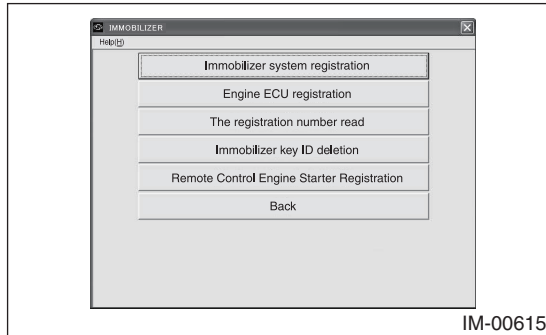 IMMOBILIZER
Help(H)
Immobilizer system registration
Engine ECU registration
The registration number read
Immobilizer key ID deletion
Remote Control Engine Starter Registration
Back
IM-00615